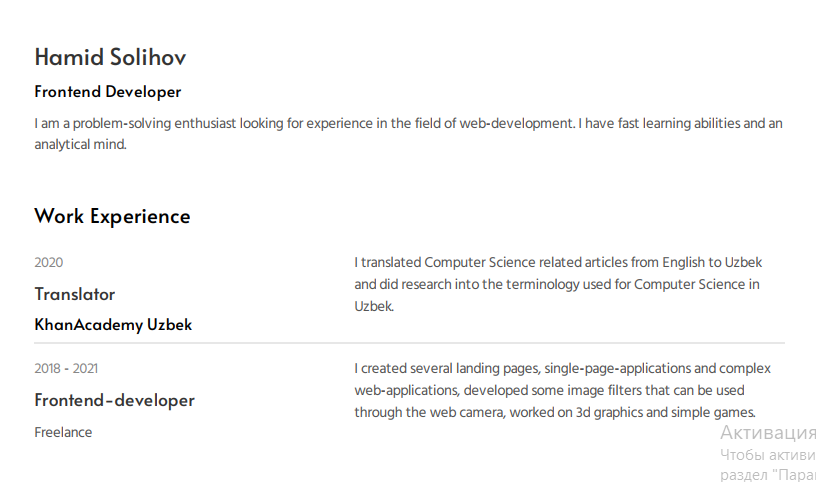 Hamid Solihov
Frontend Developer
I am a problem-solving enthusiast looking for experience in the field of web-development. I have fast learning abilities and an
analytical mind.
Work Experience
2020
Translator
KhanAcademy Uzbek
I translated Computer Science related articles from English to Uzbek
and did research into the terminology used for Computer Science in
Uzbek.
2018 - 2021
Frontend-developer
Freelance
I created several landing pages, single-page-applications and complex
web-applications, developed some image filters that can be used
through the web camera, worked on 3d graphics and simple games.
Активация
Чтобы активи
раздел "Пара